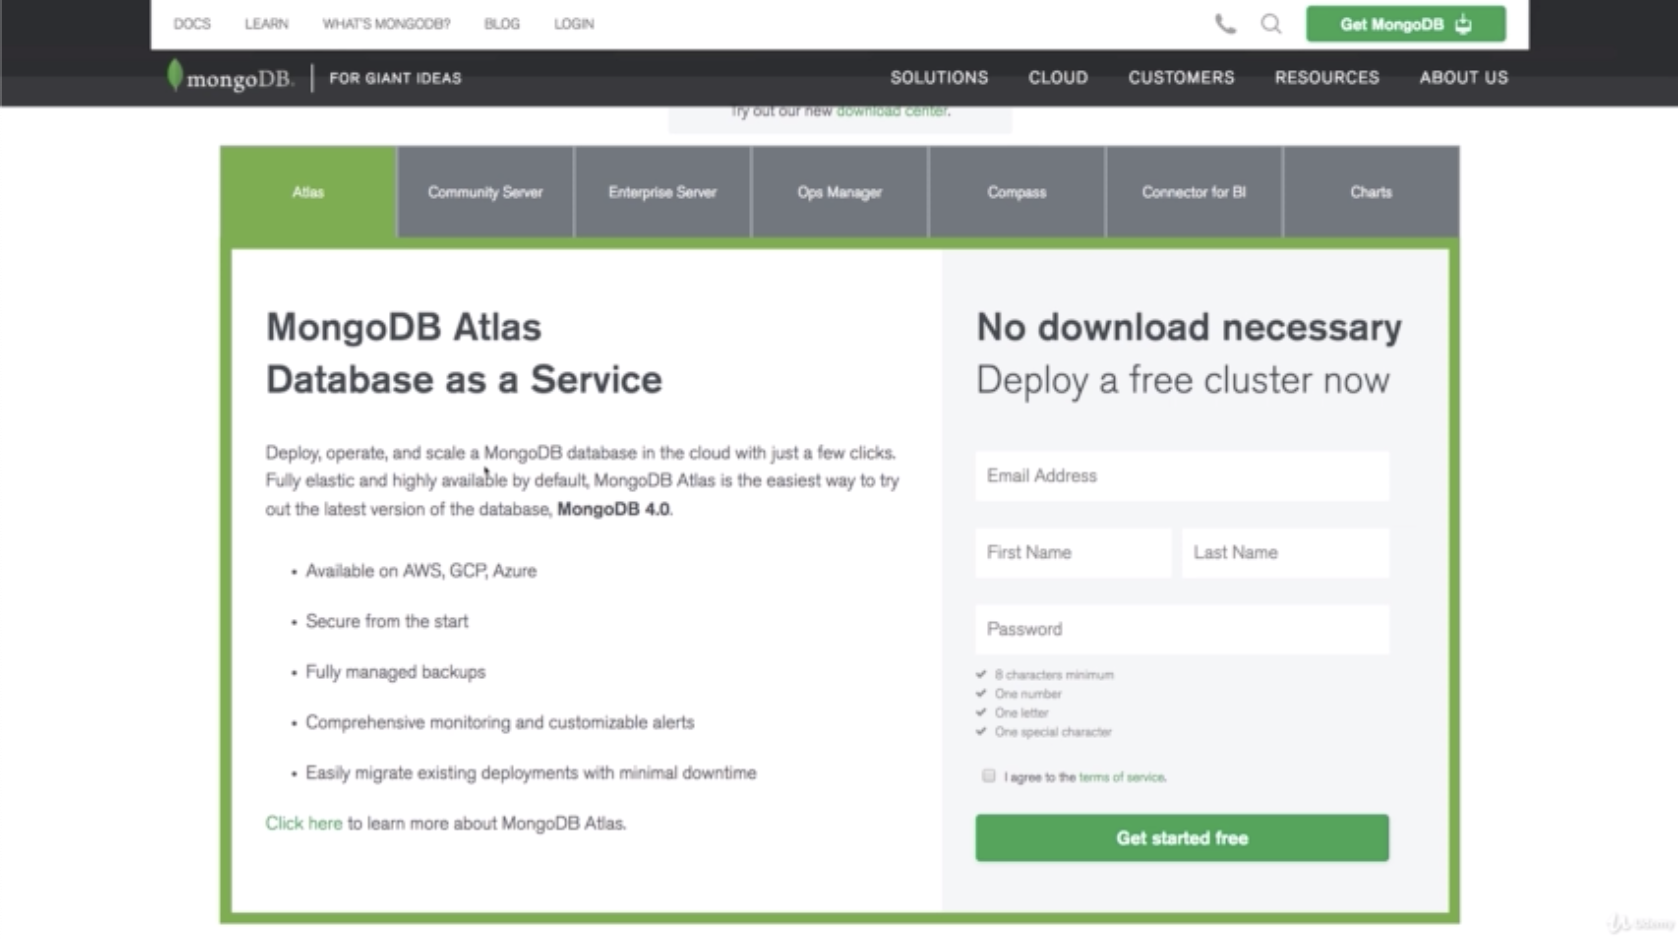 DOCS LEARN WHAT'S MONGODB? BLOG LOGIN
Get MongoDB
mongoDB. FOR GIANT IDEAS
SOLUTIONS CLOUD CUSTOMERS RESOURCES ABOUT US
Try out our new download center.
Atlas Community Server Enterprise Server Ops Manager Compass Connector for BI Charts
MongoDB Atlas
Database as a Service
Deploy, operate, and scale a MongoDB database in the cloud with just a few clicks.
Fully elastic and highly available by default, MongoDB Atlas is the easiest way to try
out the latest version of the database, MongoDB 4.0.
• Available on AWS, GCP, Azure
• Secure from the start
• Fully managed backups
• Comprehensive monitoring and customizable alerts
• Easily migrate existing deployments with minimal downtime
Click here to learn more about MongoDB Atlas.
No download necessary
Deploy a free cluster now
Email Address
First Name Last Name
Password
8 characters minimum
One number
One letter
One special character
I agree to the terms of service.
Get started free
Udemy